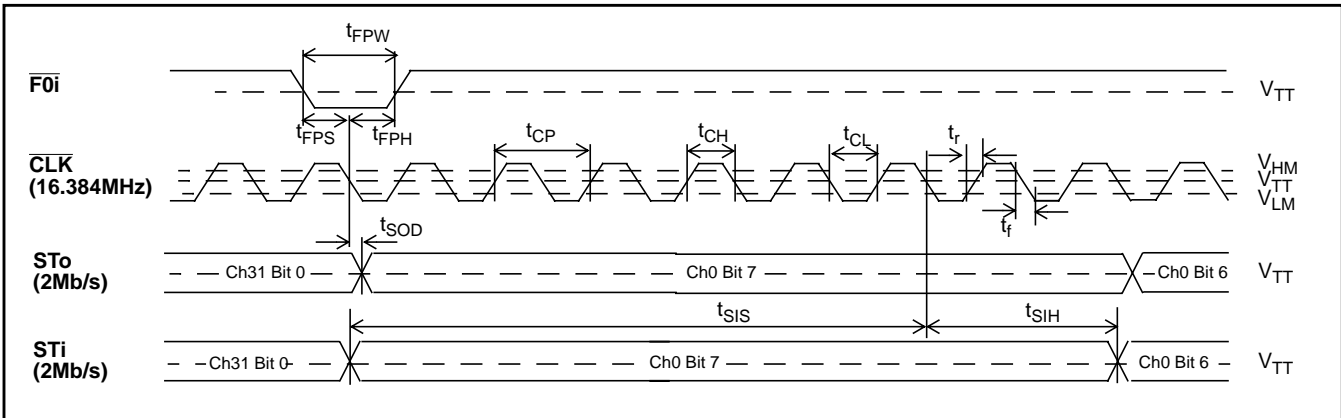 tFPW
F0i
VTT
tFPS
tFPH
tCP
tCH
tCL
tr
CLK
(16.384MHz)
VHM
VTT
VLM
tf
tSOD
STo
(2Mb/s)
Ch31 Bit 0
Ch0 Bit 7
Ch0 Bit 6
VTT
tSIS
tSIH
STi
(2Mb/s)
Ch31 Bit 0
Ch0 Bit 7
Ch0 Bit 6
VTT